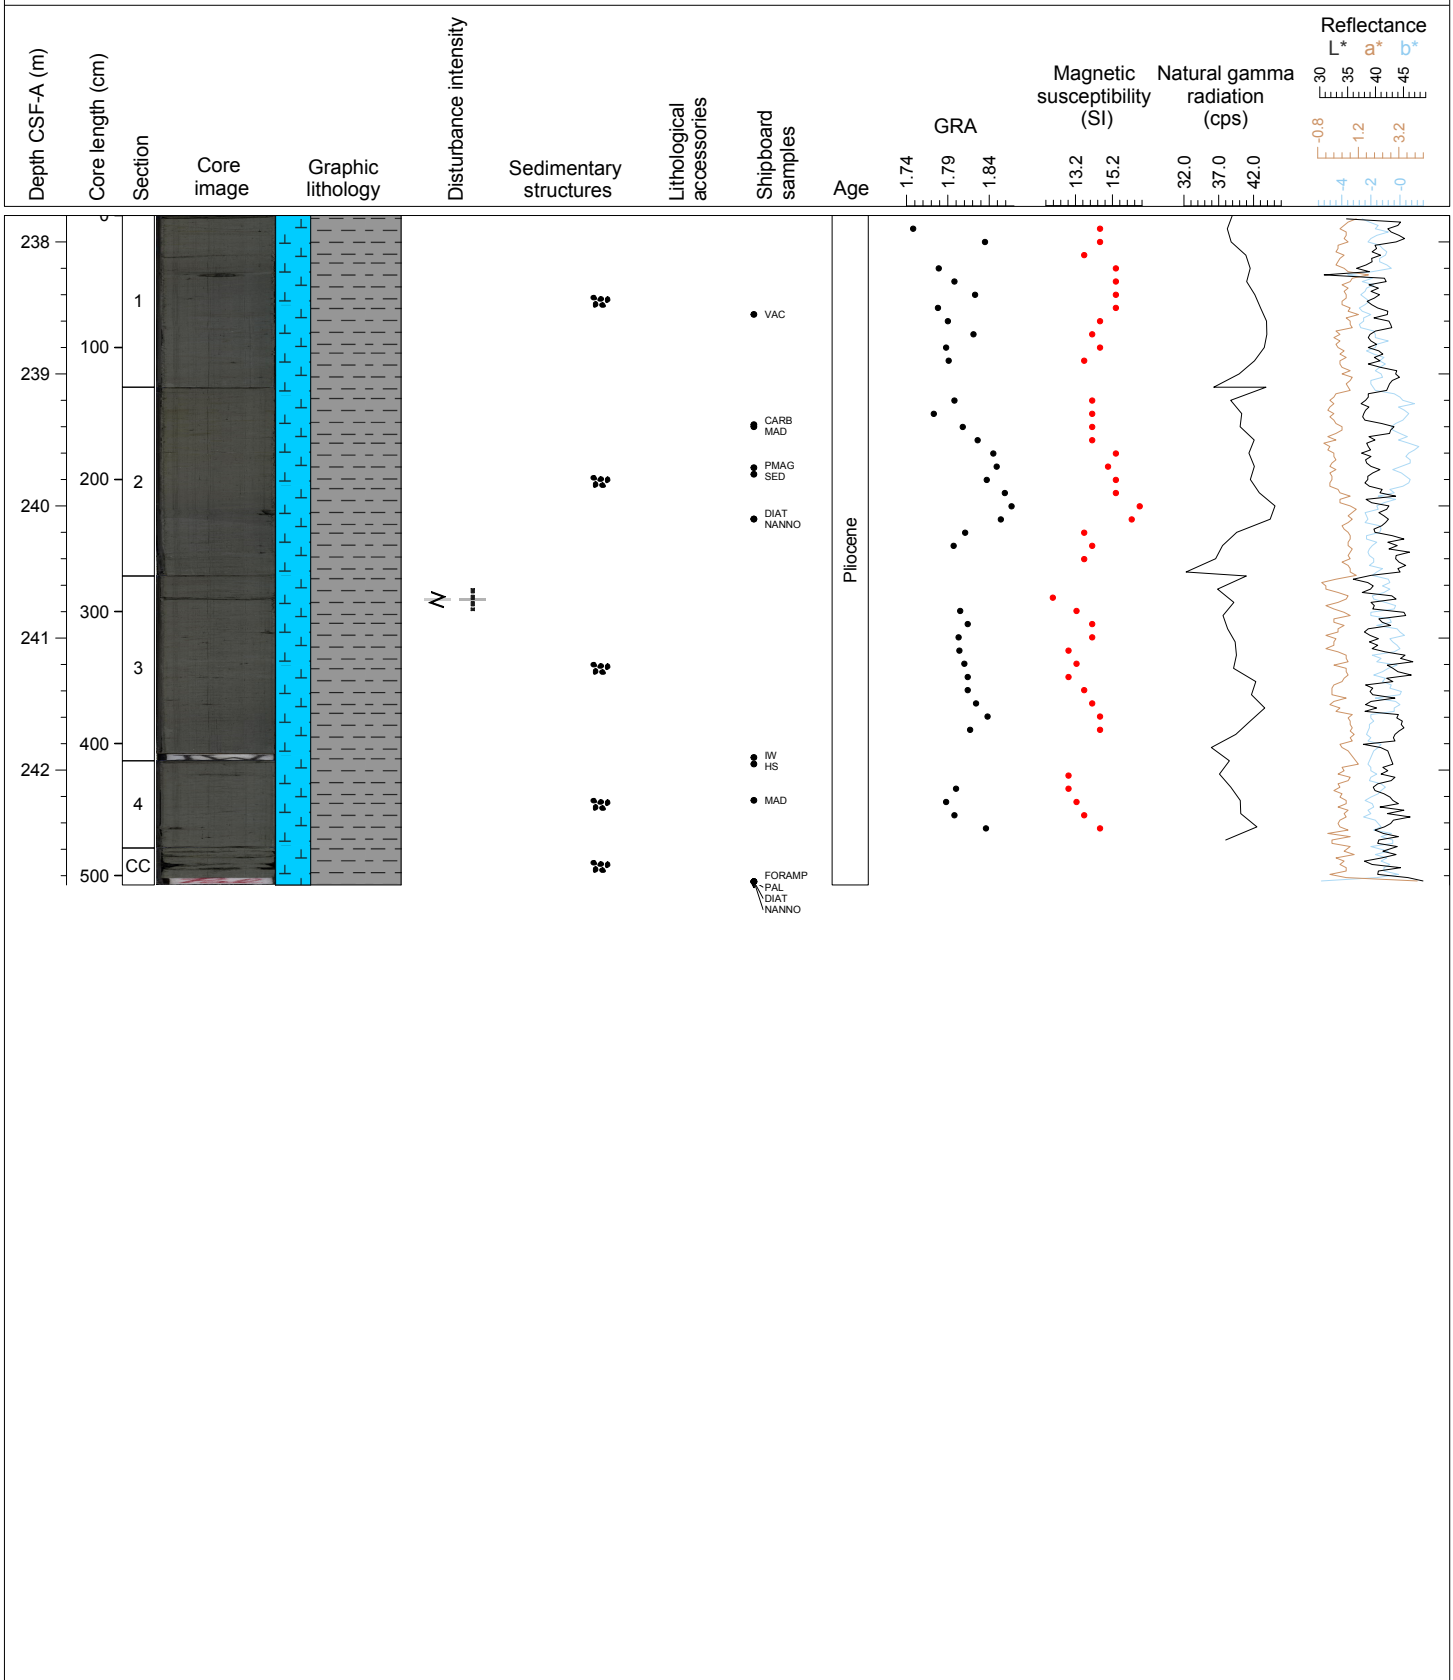 Depth CSF-A (m)
Core length (cm)
Section
Core
image
Graphic
lithology
Disturbance intensity
Sedimentary
structures
Lithological
accessories
Shipboard
samples
Age
GRA
1.74
1.79
1.84
Magnetic
susceptibility
(SI)
13.2
15.2
Natural gamma
radiation
(cps)
32.0
37.0
42.0
Reflectance
L* a* b*
30
35
40
45
-0.8
1.2
3.2
-4
-2
-0
0
238
1
VAC
100
239
CARB
MAD
PMAG
200
2
SED
240
DIAT
NANNO
Pliocene
300
241
3
400
IW
HS
242
4
MAD
CC
500
FORAMP
PAL
DIAT
NANNO